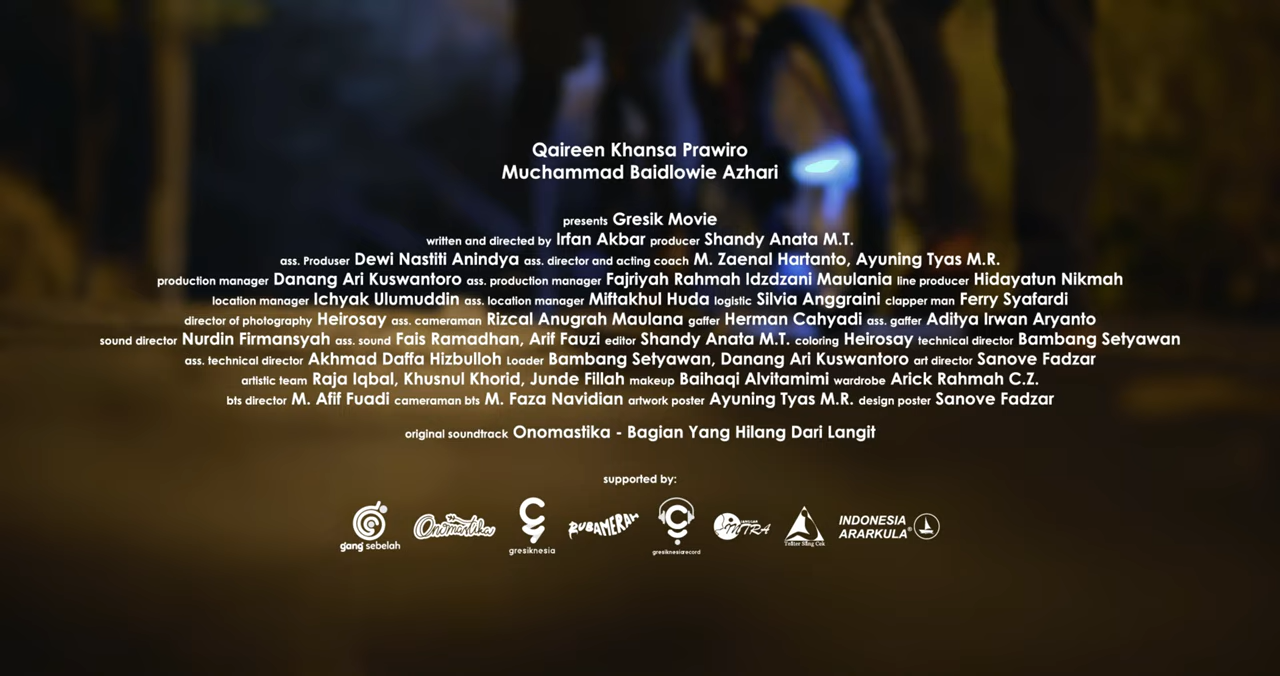 Qaireen Khansa Prawiro
Muchammad Baidlowie Azhari
presents Gresik Movie
written and directed by Irfan Akbar producer Shandy Anata M.T.
ass. Produser Dewi Nastiti Anindya ass. director and acting coach M. Zaenal Hartanto, Ayuning Tyas M.R.
production manager Danang Ari Kuswantoro ass. production manager Fajriyah Rahmah Idzdzani Maulania line producer Hidayatun Nikmah
location manager Ichyak Ulumuddin ass. location manager Miftakhul Huda logistic Silvia Anggraini clapper man Ferry Syafardi
director of photography Heirosay ass. cameraman Rizcal Anugrah Maulana gaffer Herman Cahyadi ass. gaffer Aditya Irwan Aryanto
sound director Nurdin Firmansyah ass. sound Fais Ramadhan, Arif Fauzi editor Shandy Anata M.T. coloring Heirosay technical director Bambang Setyawan
ass. technical director Akhmad Daffa Hizbulloh Loader Bambang Setyawan, Danang Ari Kuswantoro art director Sanove Fadzar
artistic team Raja Iqbal, Khusnul Khorid, Junde Fillah makeup Baihaqi Alvitamimi wardrobe Arick Rahmah C.Z.
bts director M. Afif Fuadi cameraman bts M. Faza Navidian artwork poster Ayuning Tyas M.R. design poster Sanove Fadzar
original soundtrack Onomastika - Bagian Yang Hilang Dari Langit
supported by:
gang sebelah
Onomastika
gresiknesia
RUBAMERAH
gresiknesiarecord
MITRA
Teater Sling Cak
INDONESIA
ARARKULA®